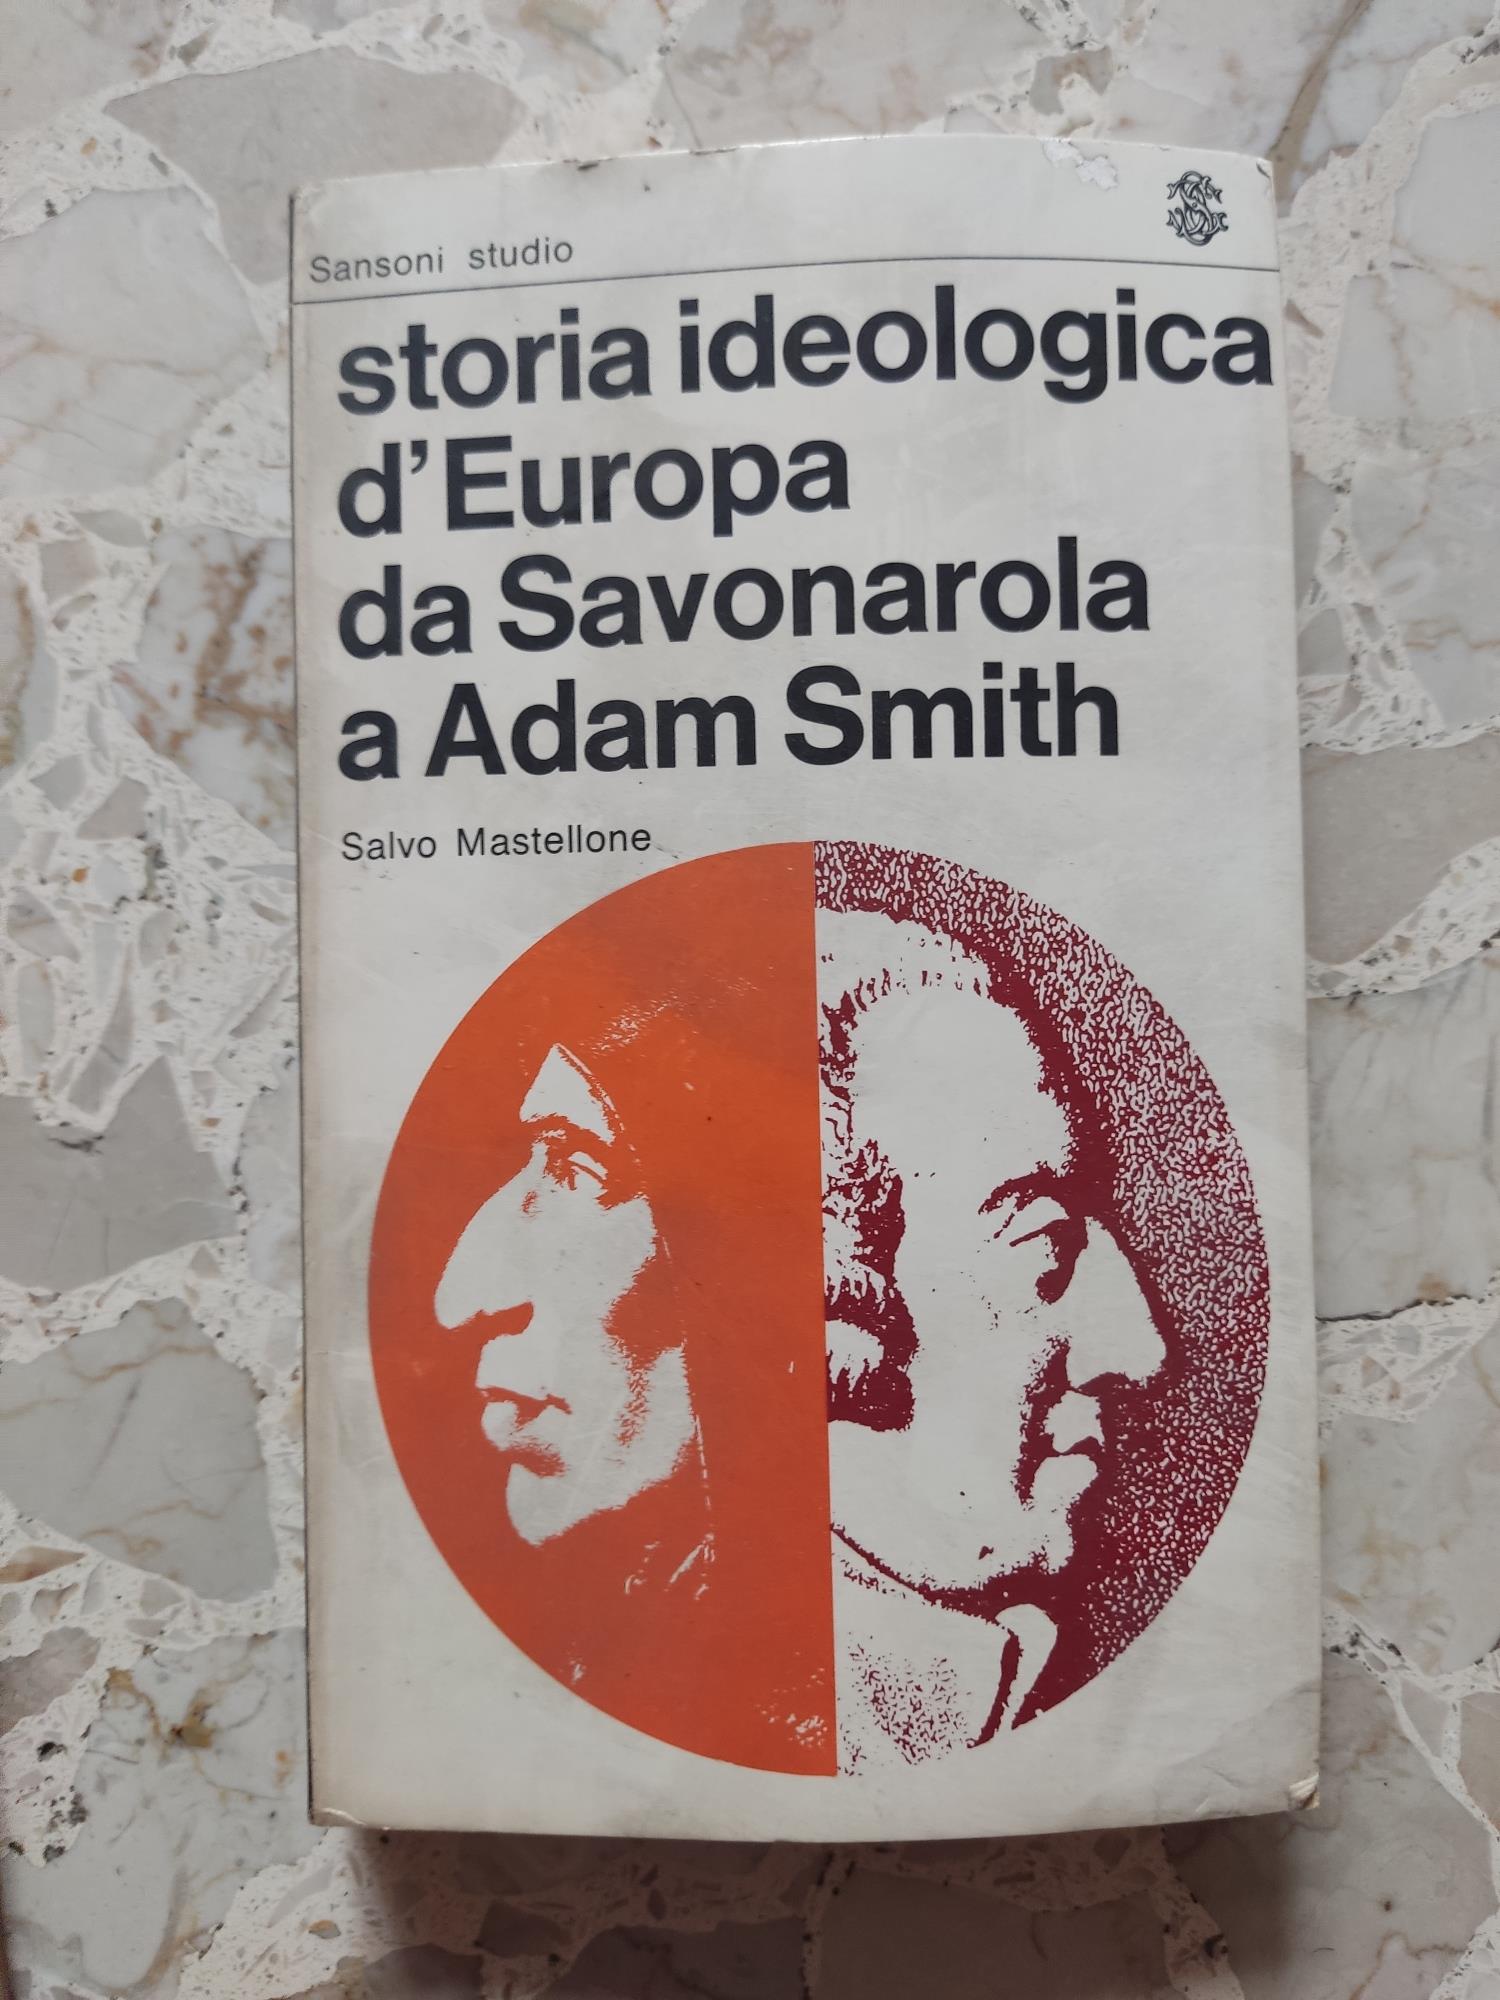 Sansoni studio
storia ideologica
d'Europa
da Savonarola
a Adam Smith
Salvo Mastellone